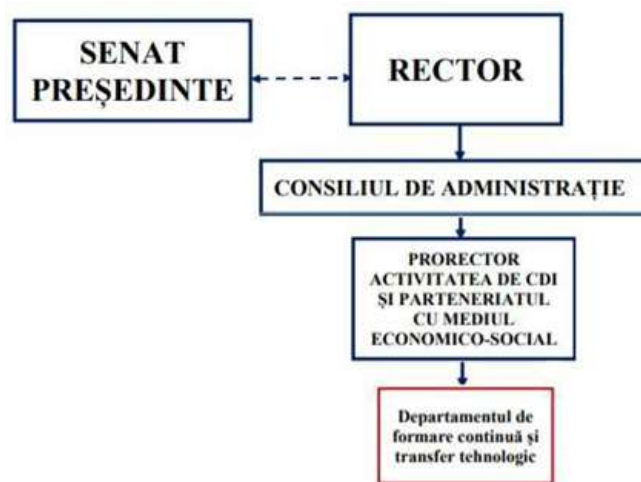 SENAT
PREȘEDINTE
RECTOR
CONSILIUL DE ADMINISTRAȚIE
PRORECTOR
ACTIVITATEA DE CDI
ȘI PARTENERIATUL
CU MEDIUL
ECONOMICO-SOCIAL
Departamentul de
formare continuă și
transfer tehnologic